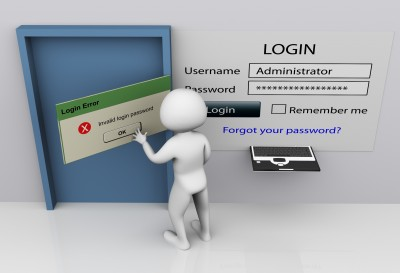 Login Error
Invalid login password
OK
LOGIN
Username Administrator
Password *****************
Login Remember me
Forgot your password?